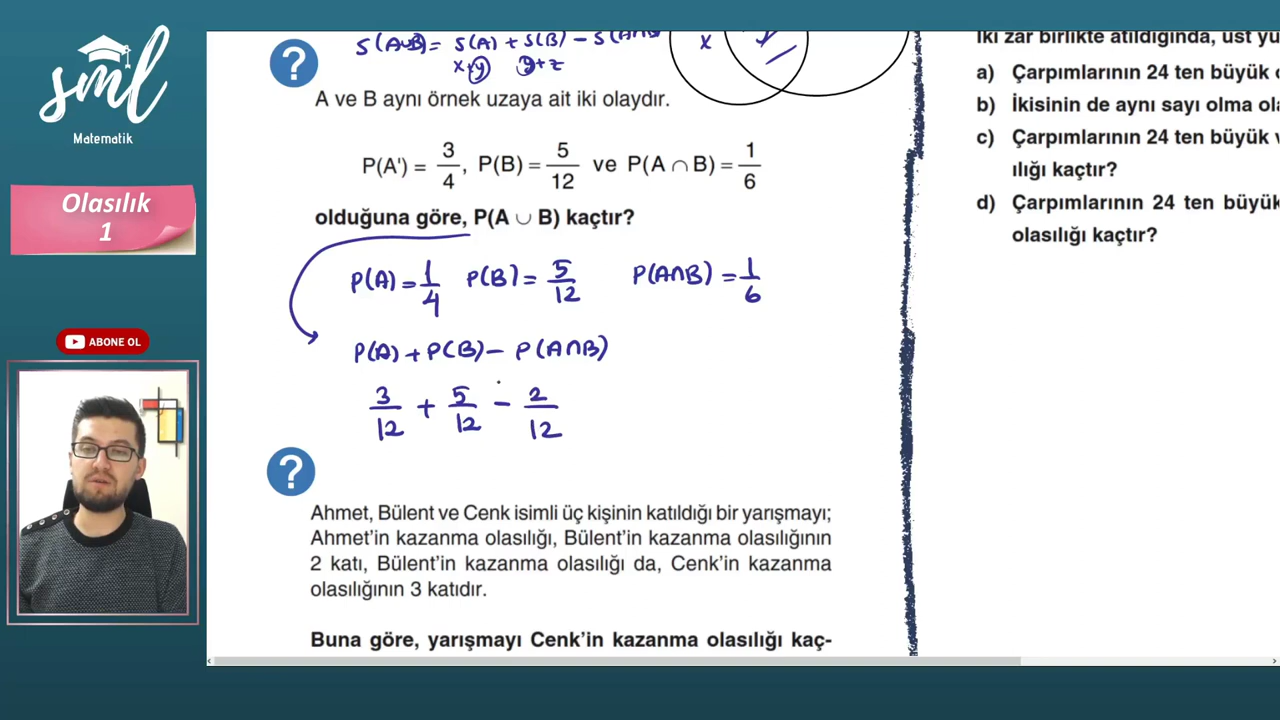 sml
Matematik
Olasılık
1
ABONE OL
S(A∪B) = S(A) + S(B) − S(A∩B
x+y y+z
x y
?
A ve B aynı örnek uzaya ait iki olaydır.
P(A') = 3/4, P(B) = 5/12 ve P(A ∩ B) = 1/6
olduğuna göre, P(A ∪ B) kaçtır?
P(A) = 1/4 P(B) = 5/12 P(A∩B) = 1/6
P(A) + P(B) − P(A∩B)
3/12 + 5/12 − 2/12
?
Ahmet, Bülent ve Cenk isimli üç kişinin katıldığı bir yarışmayı;
Ahmet'in kazanma olasılığı, Bülent'in kazanma olasılığının
2 katı, Bülent'in kazanma olasılığı da, Cenk'in kazanma
olasılığının 3 katıdır.
Buna göre, yarışmayı Cenk'in kazanma olasılığı kaç-
İki zar birlikte atıldığında, üst yü
a) Çarpımlarının 24 ten büyük o
b) İkisinin de aynı sayı olma ola
c) Çarpımlarının 24 ten büyük v
ılığı kaçtır?
d) Çarpımlarının 24 ten büyük
olasılığı kaçtır?